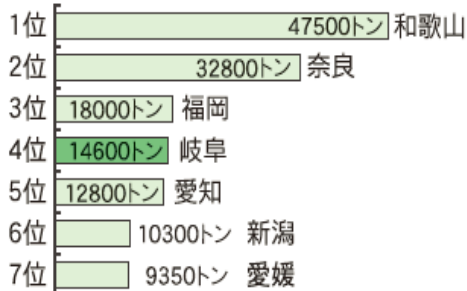 1位 47500トン 和歌山
2位 32800トン 奈良
3位 18000トン 福岡
4位 14600トン 岐阜
5位 12800トン 愛知
6位 10300トン 新潟
7位 9350トン 愛媛